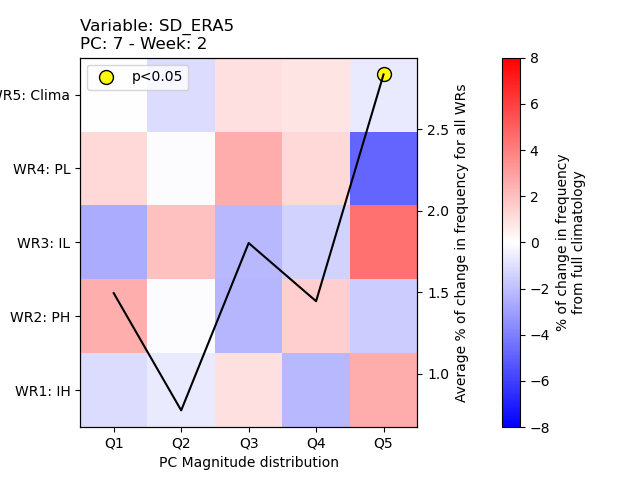 Variable: SD_ERA5
PC: 7 - Week: 2
p<0.05
WR5: Clima
WR4: PL
WR3: IL
WR2: PH
WR1: IH
Q1 Q2 Q3 Q4 Q5
PC Magnitude distribution
2.5
2.0
1.5
1.0
Average % of change in frequency for all WRs
8
6
4
2
0
−2
−4
−6
−8
% of change in frequency
from full climatology